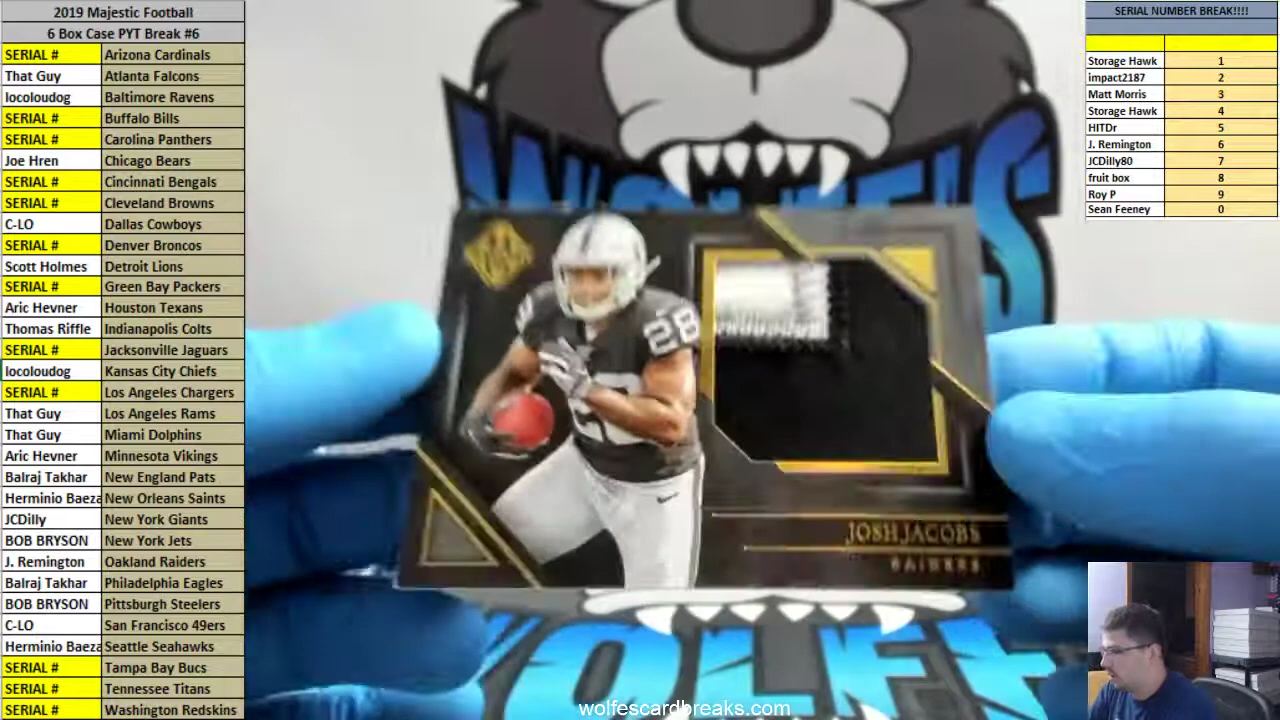 2019 Majestic Football
6 Box Case PYT Break #6
SERIAL # Arizona Cardinals
That Guy Atlanta Falcons
locoloudog Baltimore Ravens
SERIAL # Buffalo Bills
SERIAL # Carolina Panthers
Joe Hren Chicago Bears
SERIAL # Cincinnati Bengals
SERIAL # Cleveland Browns
C-LO Dallas Cowboys
SERIAL # Denver Broncos
Scott Holmes Detroit Lions
SERIAL # Green Bay Packers
Aric Hevner Houston Texans
Thomas Riffle Indianapolis Colts
SERIAL # Jacksonville Jaguars
locoloudog Kansas City Chiefs
SERIAL # Los Angeles Chargers
That Guy Los Angeles Rams
That Guy Miami Dolphins
Aric Hevner Minnesota Vikings
Balraj Takhar New England Pats
Herminio Baeza New Orleans Saints
JCDilly New York Giants
BOB BRYSON New York Jets
J. Remington Oakland Raiders
Balraj Takhar Philadelphia Eagles
BOB BRYSON Pittsburgh Steelers
C-LO San Francisco 49ers
Herminio Baeza Seattle Seahawks
SERIAL # Tampa Bay Bucs
SERIAL # Tennessee Titans
SERIAL # Washington Redskins
WOLFE'S
28
JOSH JACOBS
RAIDERS
WOLFE
wolfescardbreaks.com
SERIAL NUMBER BREAK!!!!
Storage Hawk 1
impact2187 2
Matt Morris 3
Storage Hawk 4
HITDr 5
J. Remington 6
JCDilly80 7
fruit box 8
Roy P 9
Sean Feeney 0